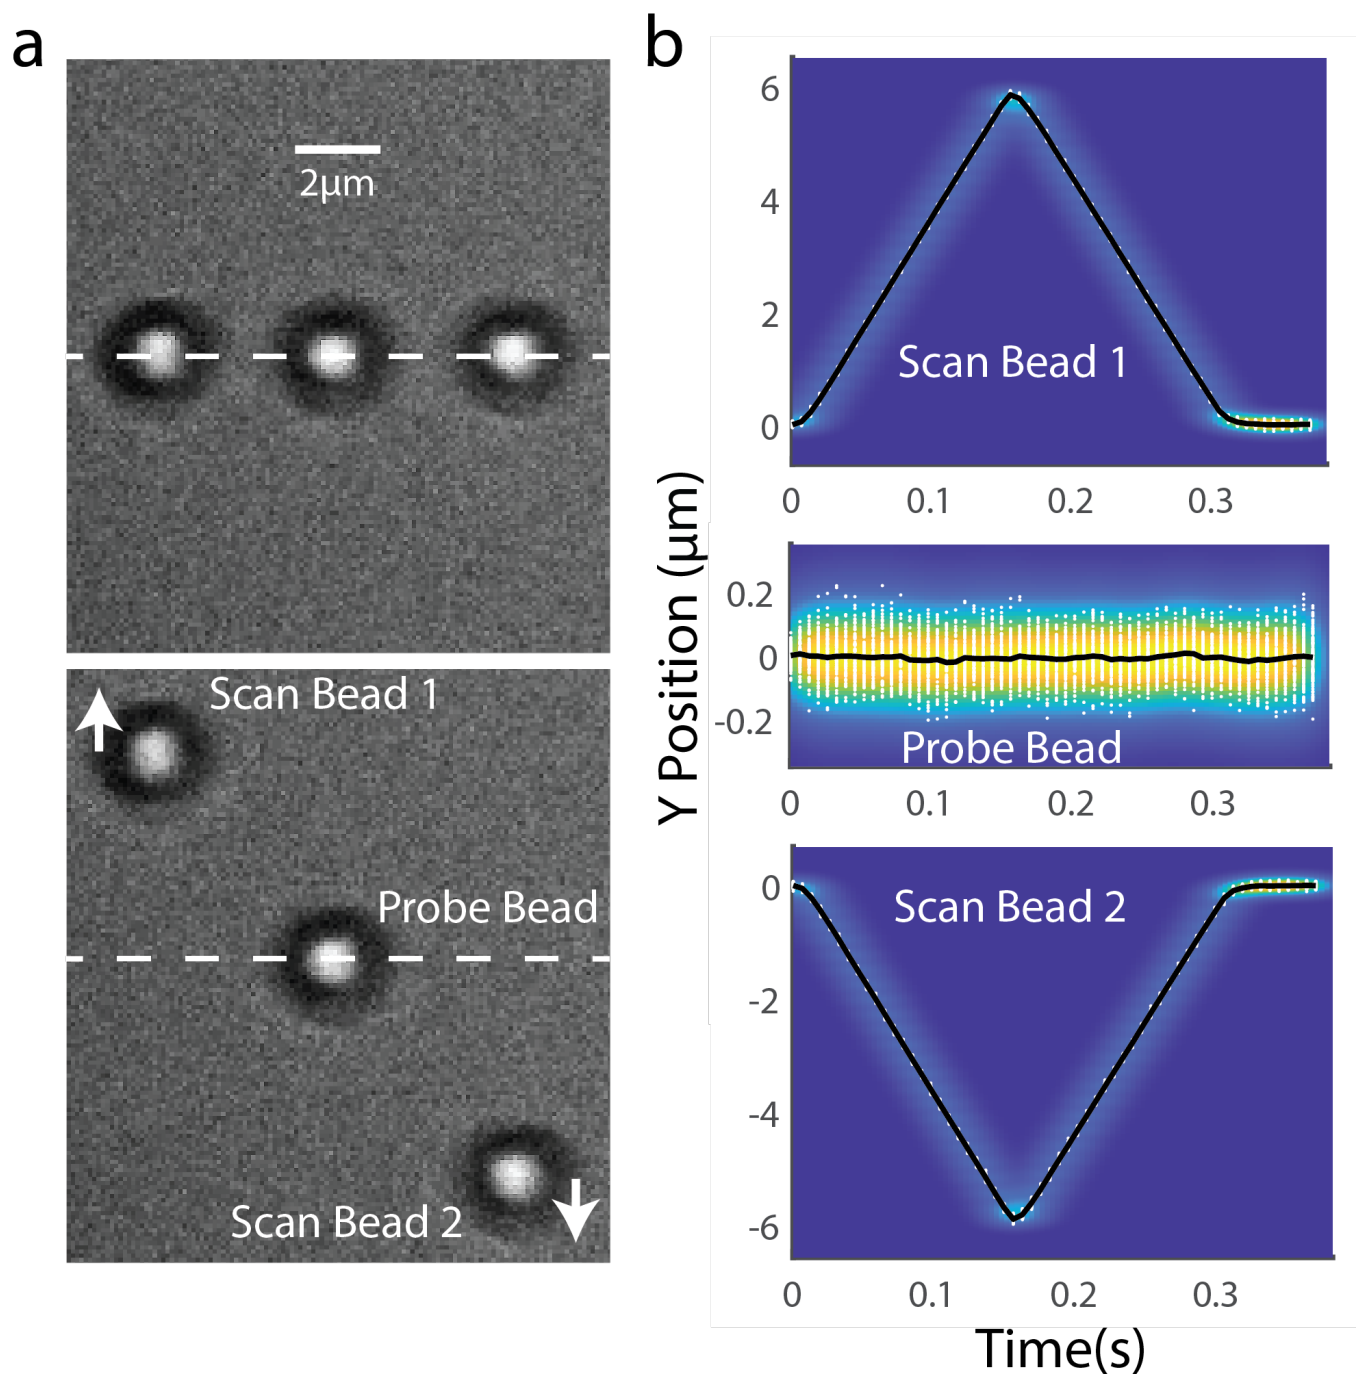 a
2µm
Scan Bead 1
Probe Bead
Scan Bead 2
b
Y Position (µm)
6
4
2
0
Scan Bead 1
0 0.1 0.2 0.3
0.2
0
-0.2
Probe Bead
0 0.1 0.2 0.3
0
-2
-4
-6
Scan Bead 2
0 0.1 0.2 0.3
Time(s)